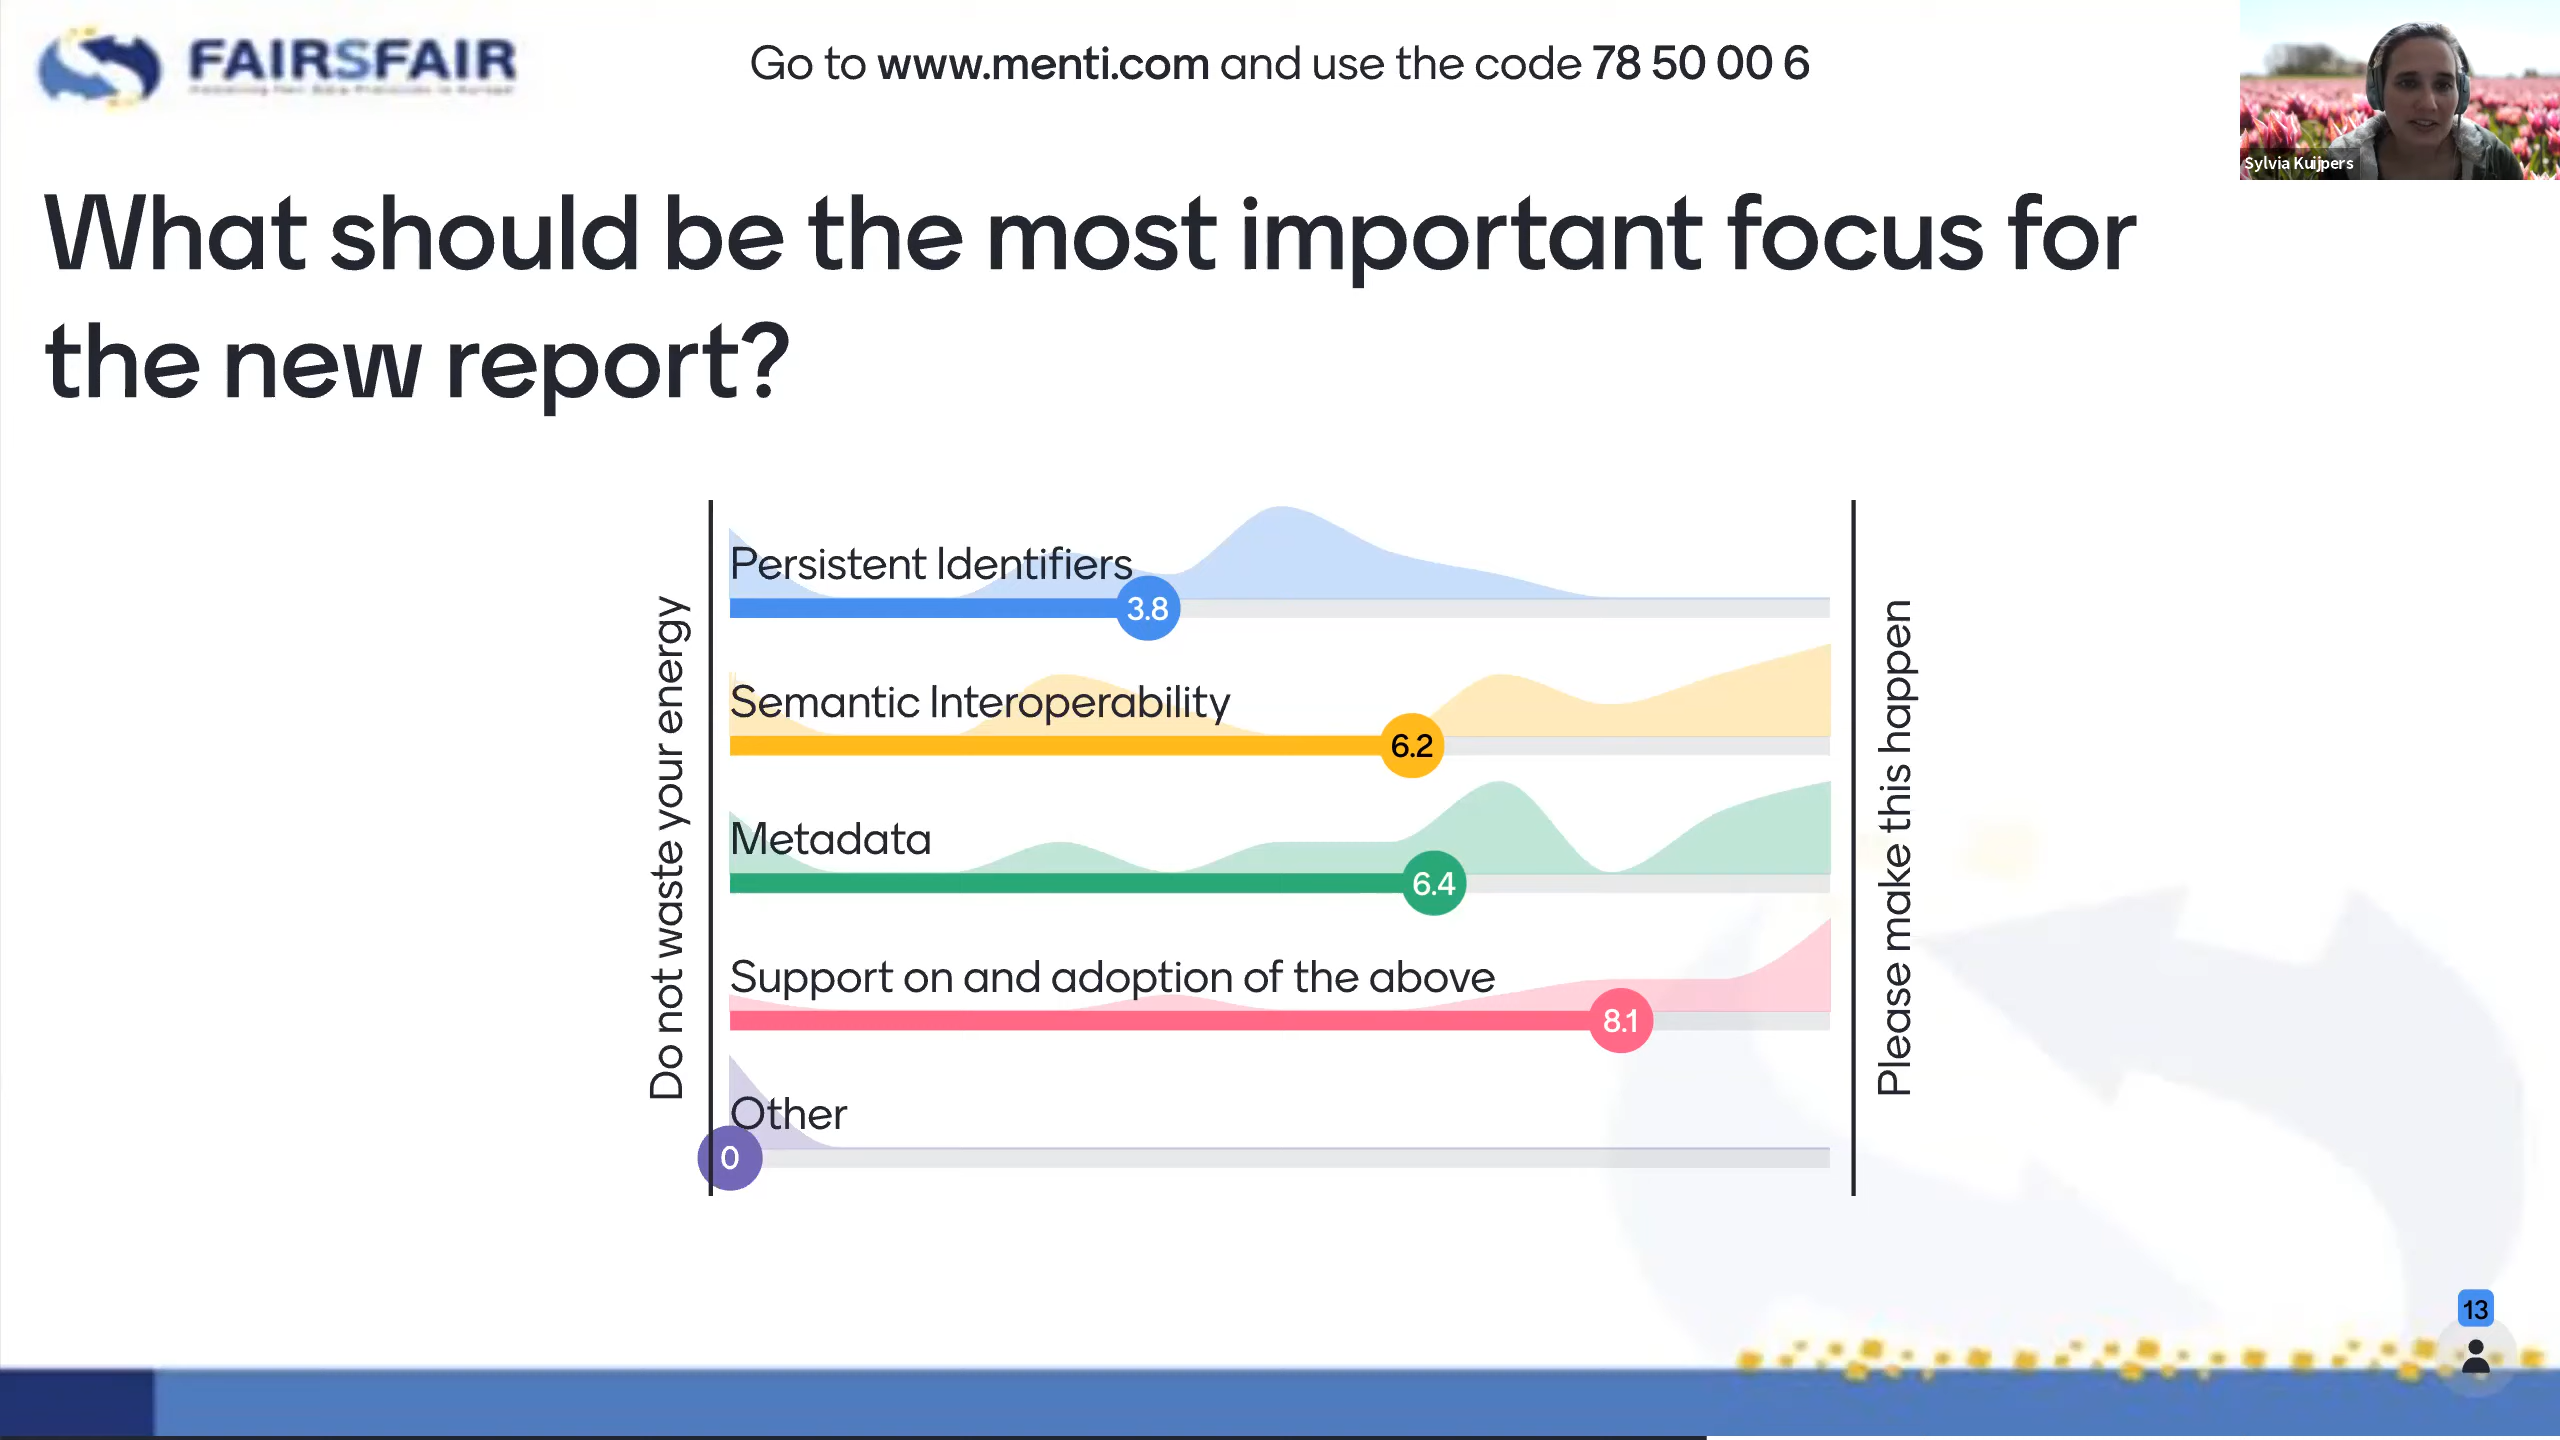 FAIRSFAIR
Go to www.menti.com and use the code 78 50 00 6
Sylvia Kuijpers
What should be the most important focus for
the new report?
Do not waste your energy
Persistent Identifiers
3.8
Semantic Interoperability
6.2
Metadata
6.4
Support on and adoption of the above
8.1
Other
0
Please make this happen
13